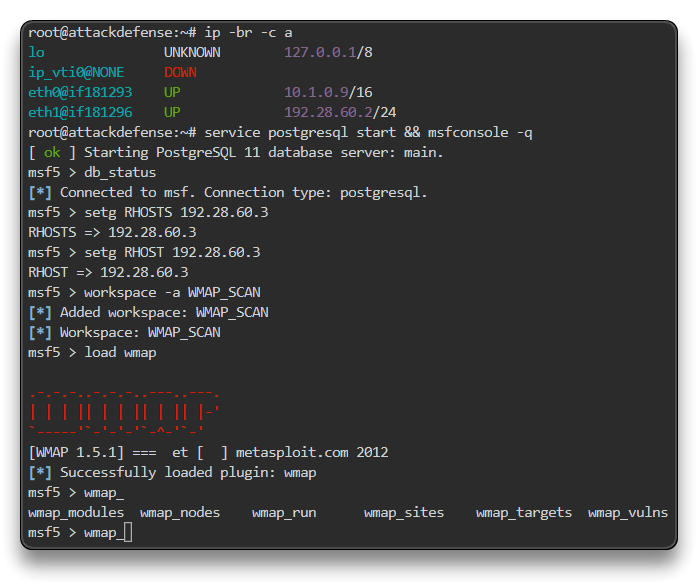 root@attackdefense:~# ip -br -c a
lo UNKNOWN 127.0.0.1/8
ip_vti0@NONE DOWN
eth0@if181293 UP 10.1.0.9/16
eth1@if181296 UP 192.28.60.2/24
root@attackdefense:~# service postgresql start && msfconsole -q
[ ok ] Starting PostgreSQL 11 database server: main.
msf5 > db_status
[*] Connected to msf. Connection type: postgresql.
msf5 > setg RHOSTS 192.28.60.3
RHOSTS => 192.28.60.3
msf5 > setg RHOST 192.28.60.3
RHOST => 192.28.60.3
msf5 > workspace -a WMAP_SCAN
[*] Added workspace: WMAP_SCAN
[*] Workspace: WMAP_SCAN
msf5 > load wmap
.-.-.-..-.-.-..---..---.
| | | || | | || | || |-'
`-----'`-'-'-'`-^-'`-'
[WMAP 1.5.1] ===  et [  ] metasploit.com 2012
[*] Successfully loaded plugin: wmap
msf5 > wmap_
wmap_modules wmap_nodes wmap_run wmap_sites wmap_targets wmap_vulns
msf5 > wmap_